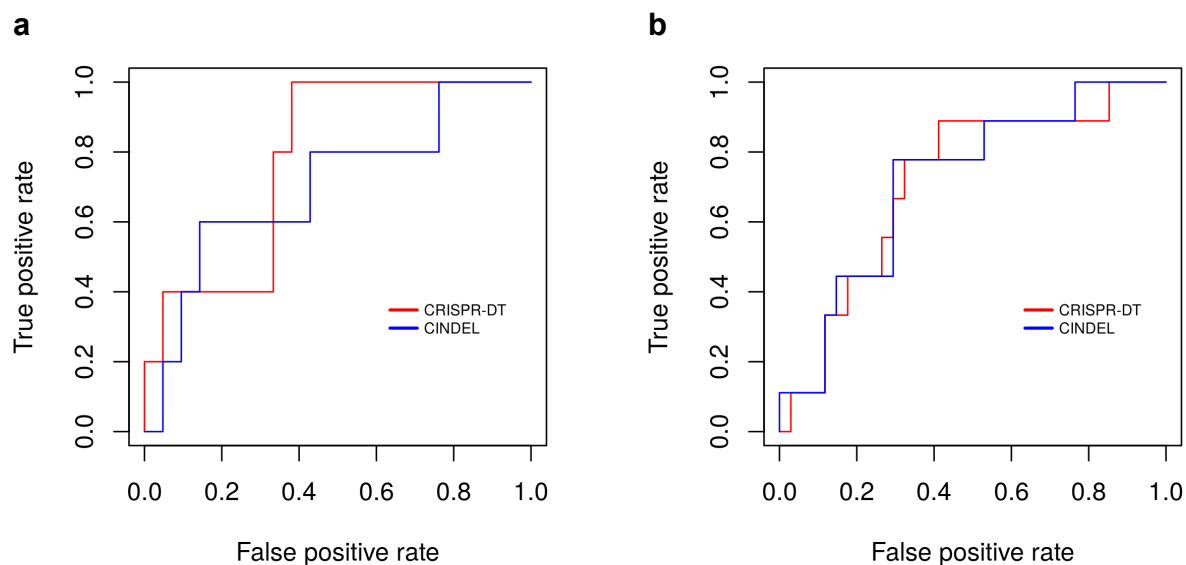 a
1.0
0.8
0.6
0.4
0.2
0.0
True positive rate
CRISPR-DT
CINDEL
0.0 0.2 0.4 0.6 0.8 1.0
False positive rate
b
1.0
0.8
0.6
0.4
0.2
0.0
True positive rate
CRISPR-DT
CINDEL
0.0 0.2 0.4 0.6 0.8 1.0
False positive rate